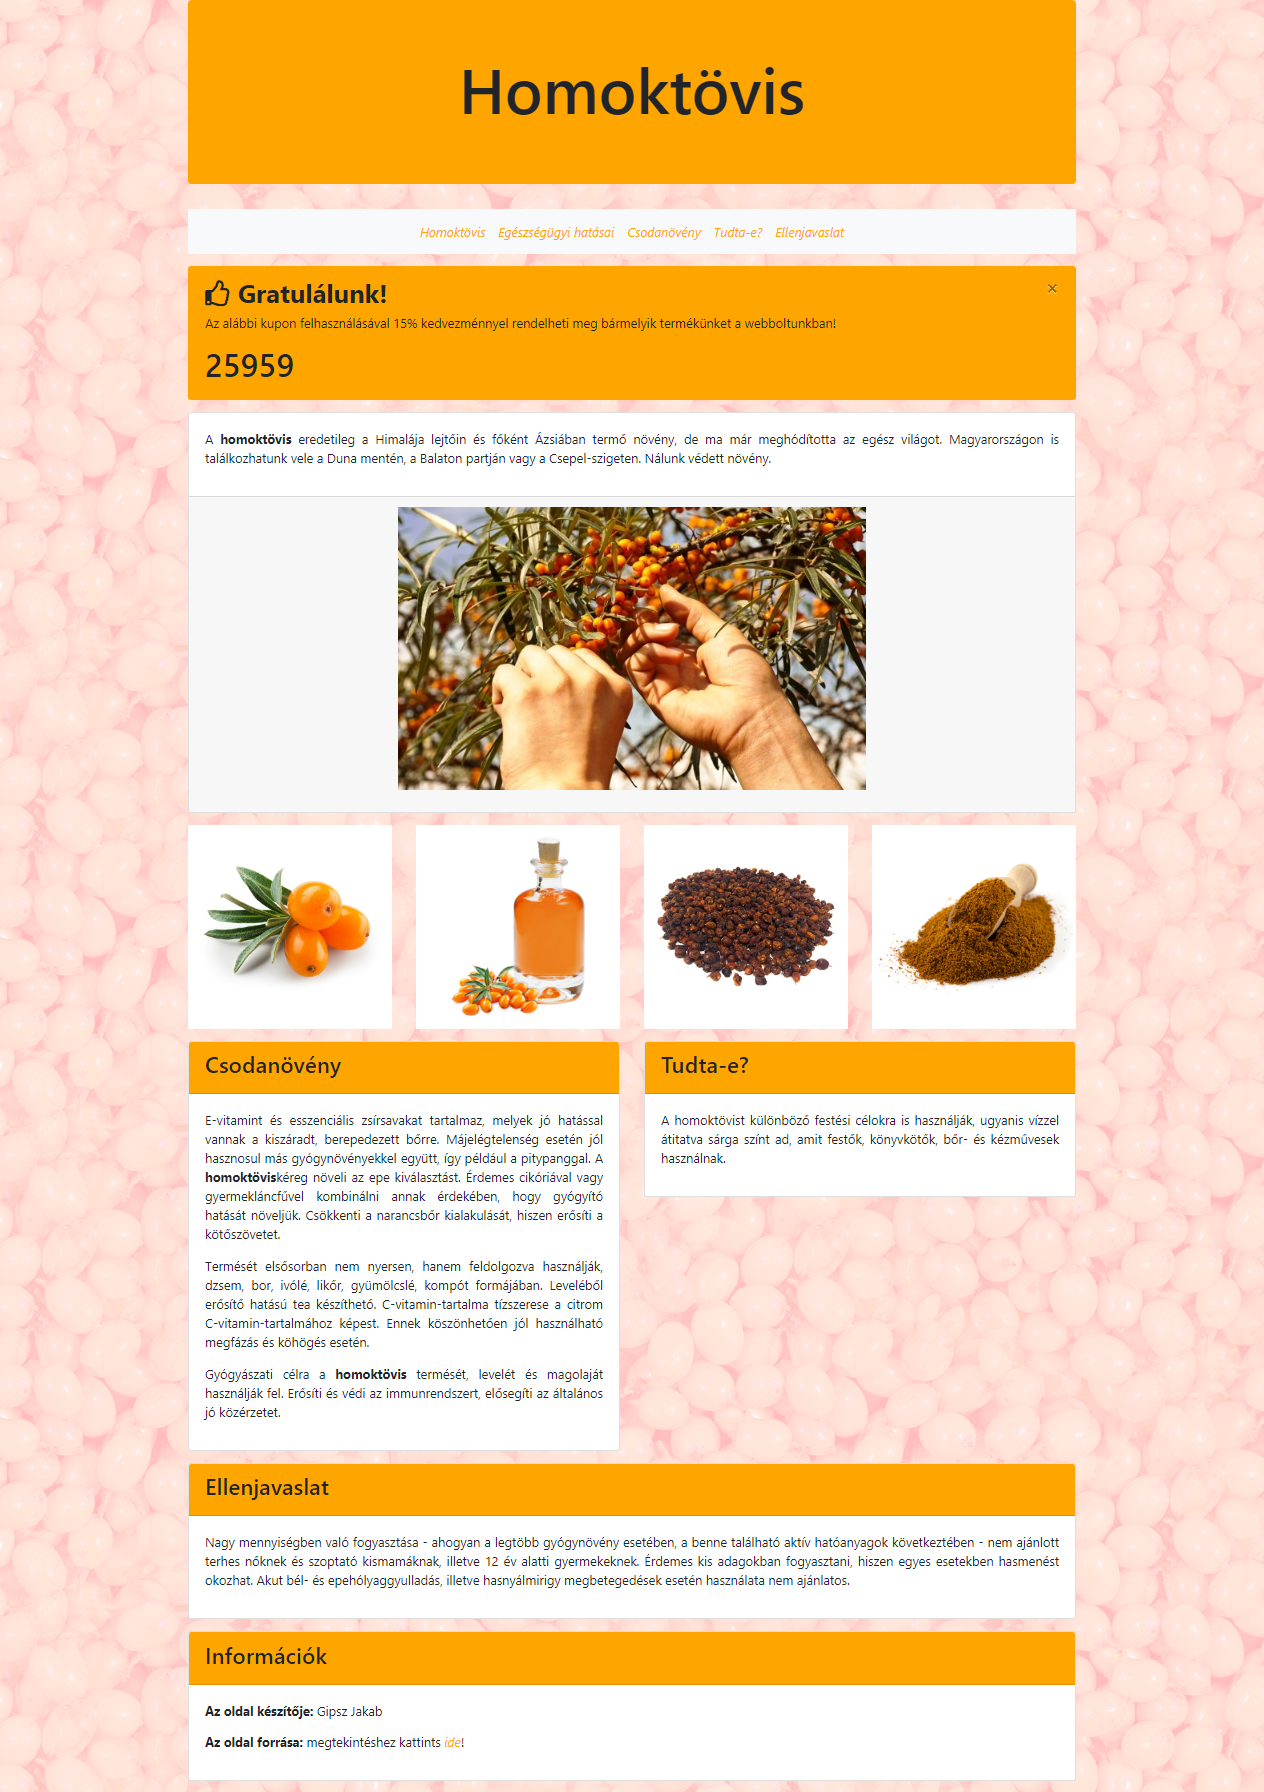 Homoktövis
Homoktövis Egészségügyi hatásai Csodanövény Tudta-e? Ellenjavaslat
Gratulálunk!
×
Az alábbi kupon felhasználásával 15% kedvezménnyel rendelheti meg bármelyik termékünket a webboltunkban!
25959
A homoktövis eredetileg a Himalája lejtőin és főként Ázsiában termő növény, de ma már meghódította az egész világot. Magyarországon is
találkozhatunk vele a Duna mentén, a Balaton partján vagy a Csepel-szigeten. Nálunk védett növény.
Csodanövény
E-vitamint és esszenciális zsírsavakat tartalmaz, melyek jó hatással
vannak a kiszáradt, berepedezett bőrre. Májelégtelenség esetén jól
hasznosul más gyógynövényekkel együtt, így például a pitypanggal. A
homoktöviskéreg növeli az epe kiválasztást. Érdemes cikóriával vagy
gyermekláncfűvel kombinálni annak érdekében, hogy gyógyító
hatását növeljük. Csökkenti a narancsbőr kialakulását, hiszen erősíti a
kötőszövetet.
Termését elsősorban nem nyersen, hanem feldolgozva használják,
dzsem, bor, ivólé, likőr, gyümölcslé, kompót formájában. Leveléből
erősítő hatású tea készíthető. C-vitamin-tartalma tízszerese a citrom
C-vitamin-tartalmához képest. Ennek köszönhetően jól használható
megfázás és köhögés esetén.
Gyógyászati célra a homoktövis termését, levelét és magolaját
használják fel. Erősíti és védi az immunrendszert, elősegíti az általános
jó közérzetet.
Tudta-e?
A homoktövist különböző festési célokra is használják, ugyanis vízzel
átitatva sárga színt ad, amit festők, könyvkötők, bőr- és kézművesek
használnak.
Ellenjavaslat
Nagy mennyiségben való fogyasztása - ahogyan a legtöbb gyógynövény esetében, a benne található aktív hatóanyagok következtében - nem ajánlott
terhes nőknek és szoptató kismamáknak, illetve 12 év alatti gyermekeknek. Érdemes kis adagokban fogyasztani, hiszen egyes esetekben hasmenést
okozhat. Akut bél- és epehólyaggyulladás, illetve hasnyálmirigy megbetegedések esetén használata nem ajánlatos.
Információk
Az oldal készítője: Gipsz Jakab
Az oldal forrása: megtekintéshez kattints ide!